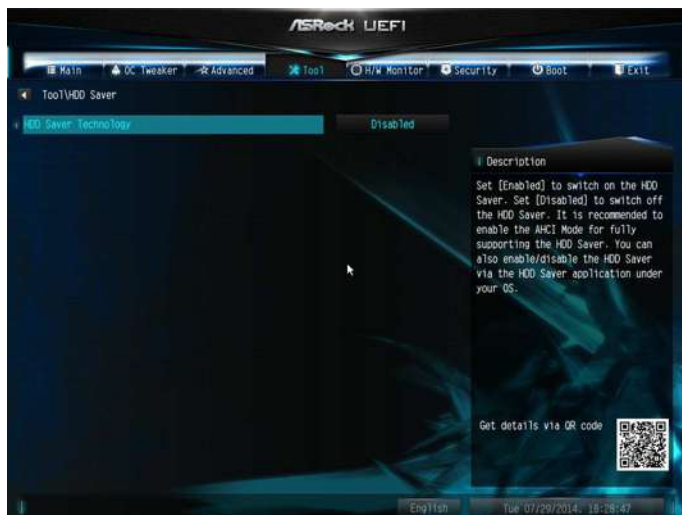 ASRock UEFI
Main OC Tweaker Advanced Tool H/W Monitor Security Boot Exit
Tool\HDD Saver
HDD Saver Technology Disabled
Description
Set [Enabled] to switch on the HDD
Saver. Set [Disabled] to switch off
the HDD Saver. It is recommended to
enable the AHCI Mode for fully
supporting the HDD Saver. You can
also enable/disable the HDD Saver
via the HDD Saver application under
your OS.
Get details via QR code
English Tue 07/29/2014, 18:28:47